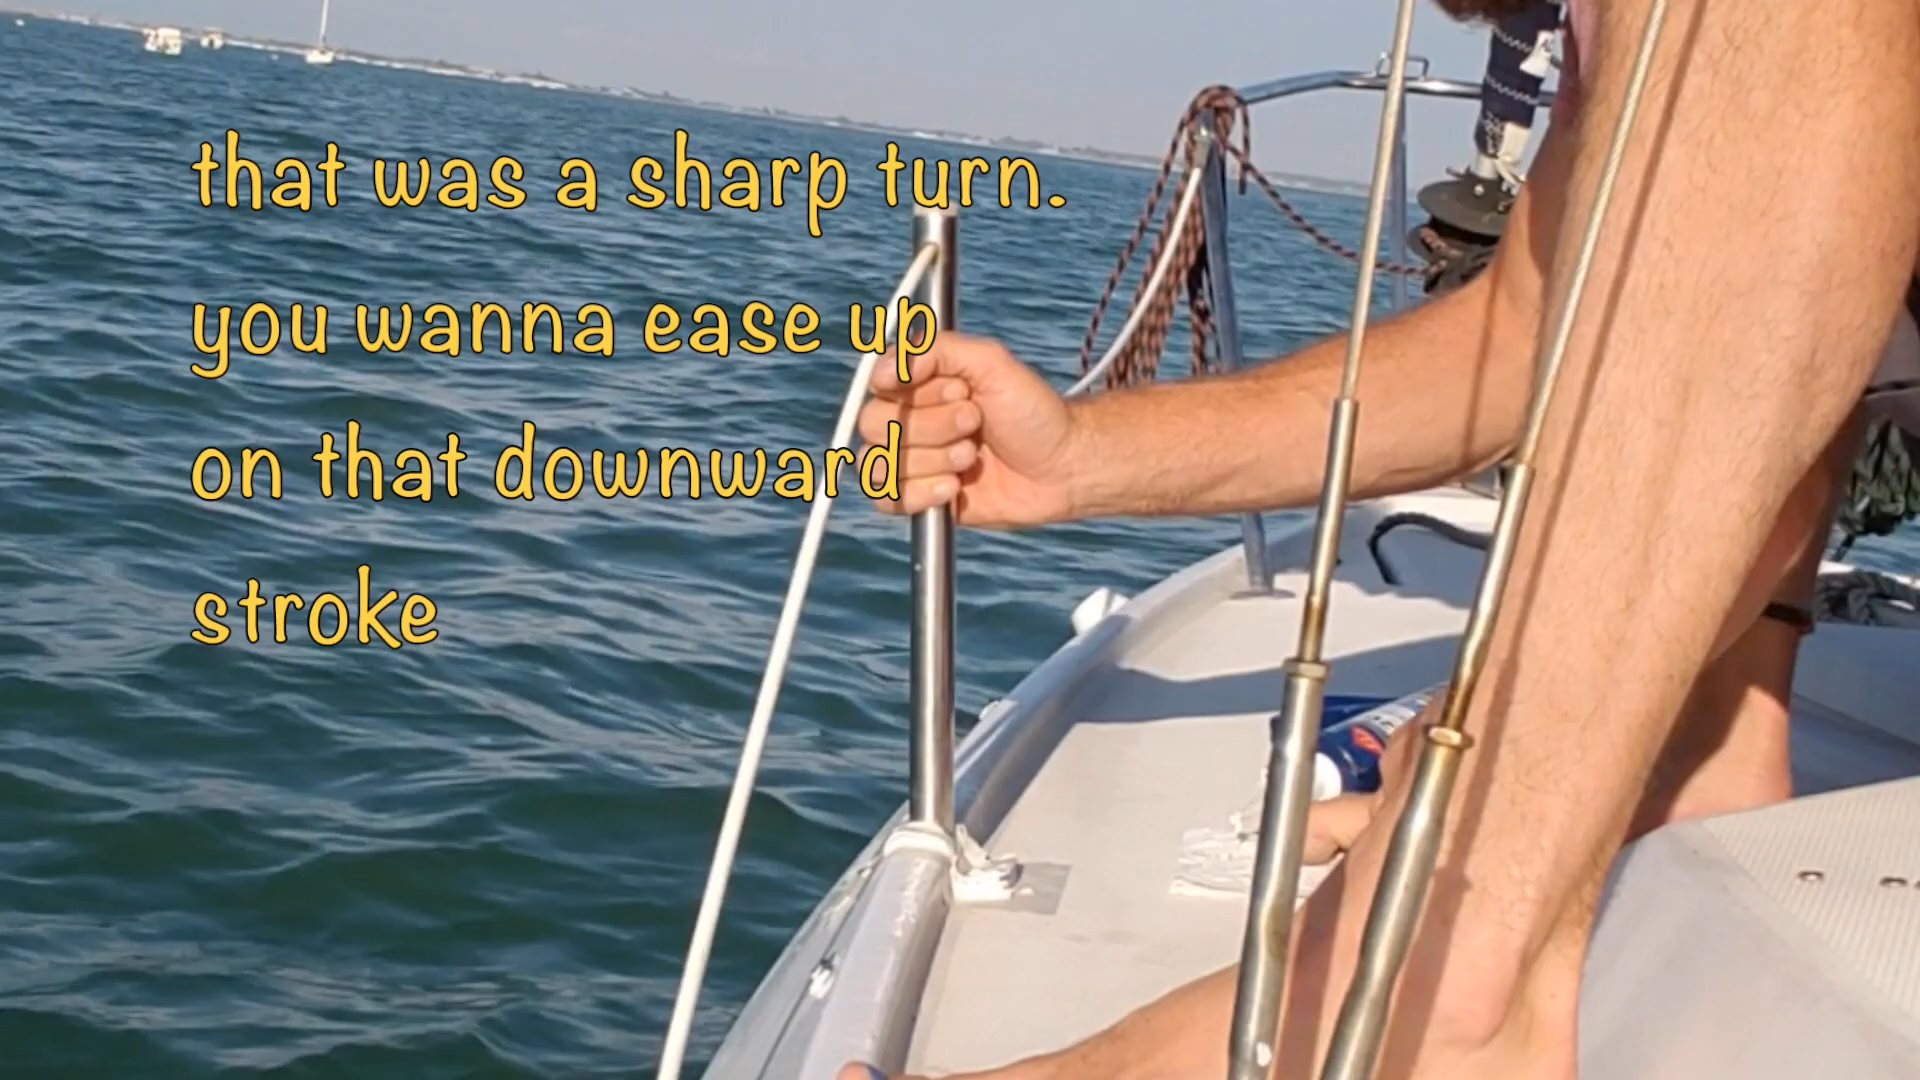 that was a sharp turn.
you wanna ease up
on that downward
stroke